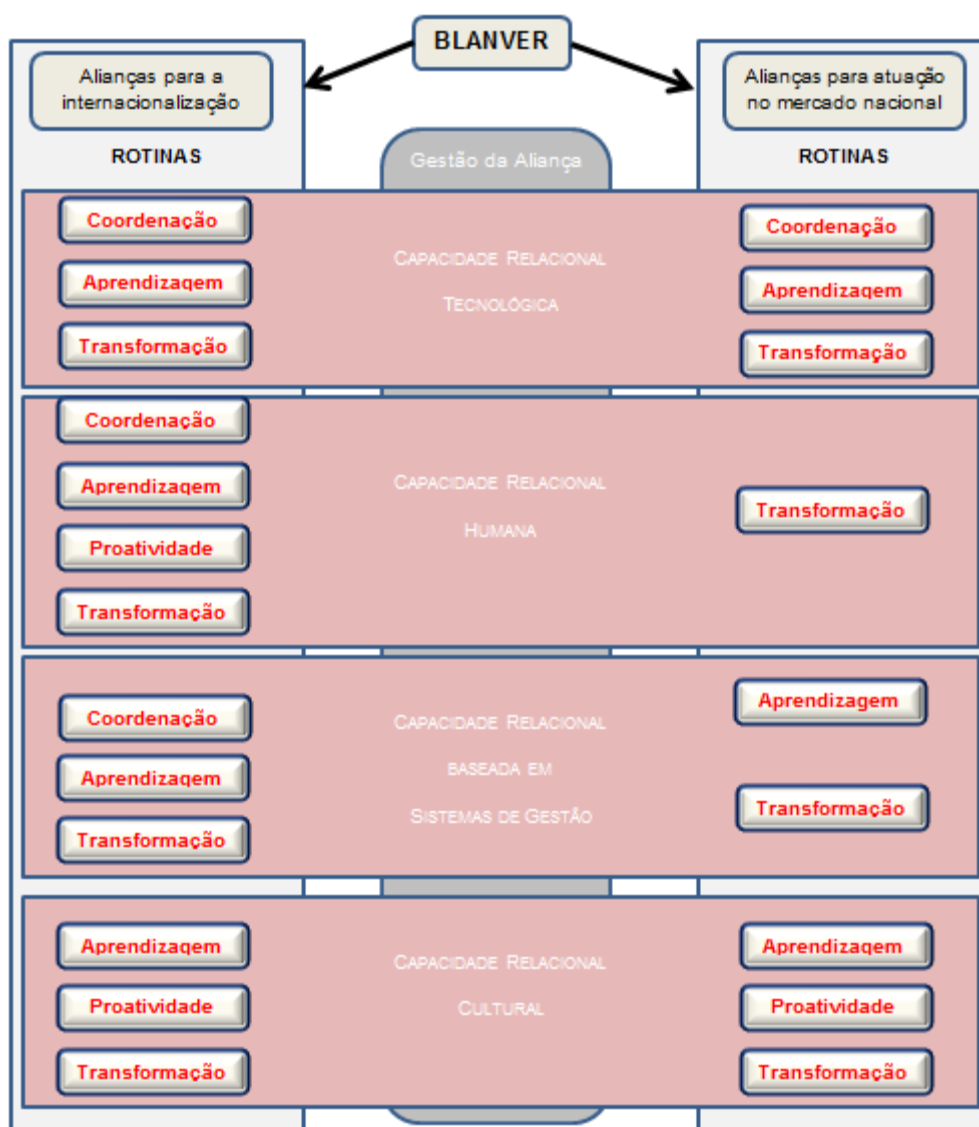 BLANVER
Alianças para a
internacionalização
Alianças para atuação
no mercado nacional
ROTINAS
Gestão da Aliança
ROTINAS
Coordenação
Aprendizagem
Transformação
CAPACIDADE RELACIONAL
TECNOLÓGICA
Coordenação
Aprendizagem
Transformação
Coordenação
Aprendizagem
Proatividade
Transformação
CAPACIDADE RELACIONAL
HUMANA
Transformação
Coordenação
Aprendizagem
Transformação
CAPACIDADE RELACIONAL
BASEADA EM
SISTEMAS DE GESTÃO
Aprendizagem
Transformação
Aprendizagem
Proatividade
Transformação
CAPACIDADE RELACIONAL
CULTURAL
Aprendizagem
Proatividade
Transformação